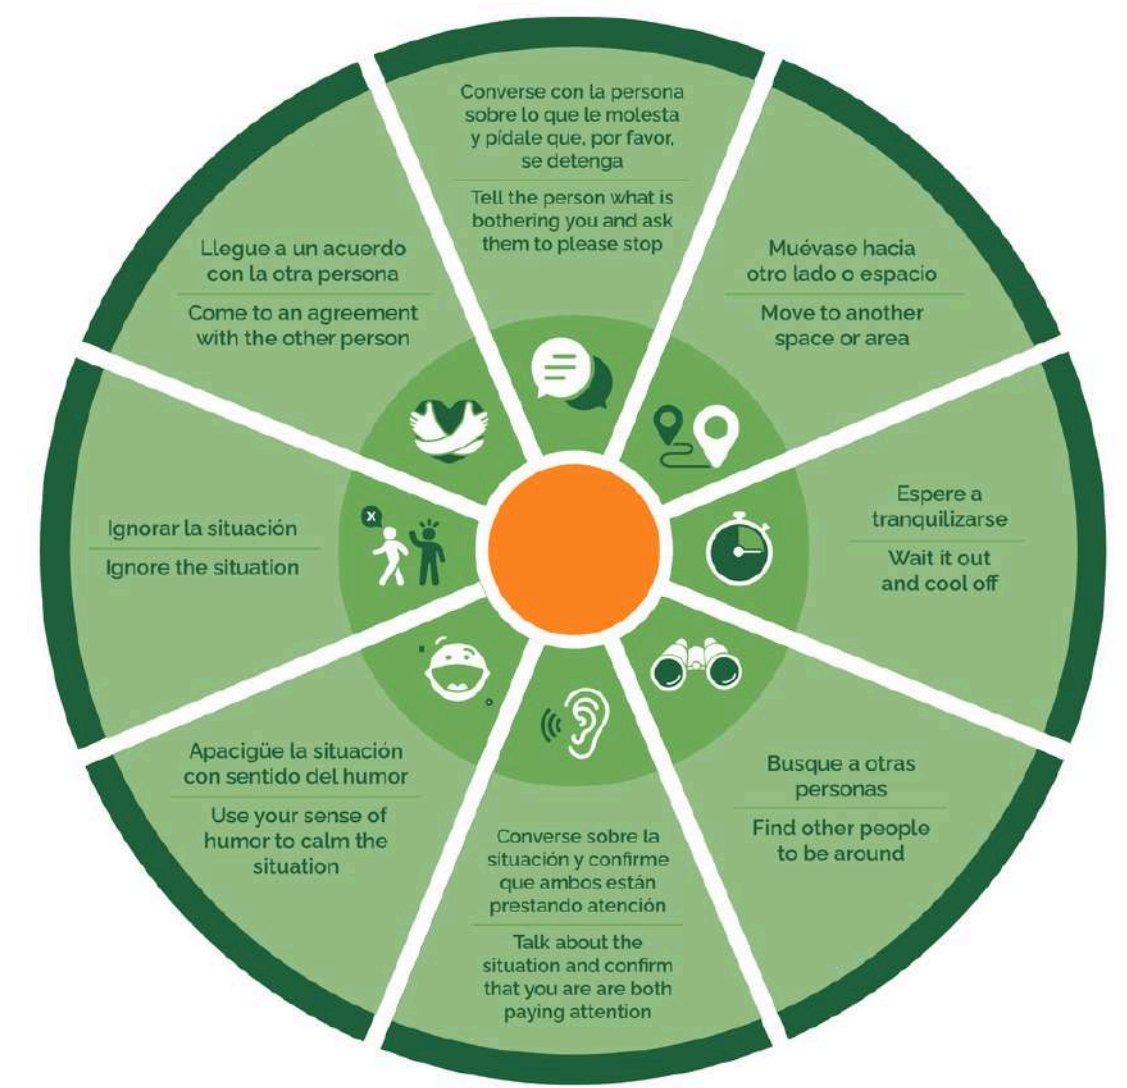 Converse con la persona
sobre lo que le molesta
y pídale que, por favor,
se detenga
Tell the person what is
bothering you and ask
them to please stop
Muévase hacia
otro lado o espacio
Move to another
space or area
Espere a
tranquilizarse
Wait it out
and cool off
Busque a otras
personas
Find other people
to be around
Converse sobre la
situación y confirme
que ambos están
prestando atención
Talk about the
situation and confirm
that you are are both
paying attention
Apacigüe la situación
con sentido del humor
Use your sense of
humor to calm the
situation
Ignorar la situación
Ignore the situation
X
Llegue a un acuerdo
con la otra persona
Come to an agreement
with the other person